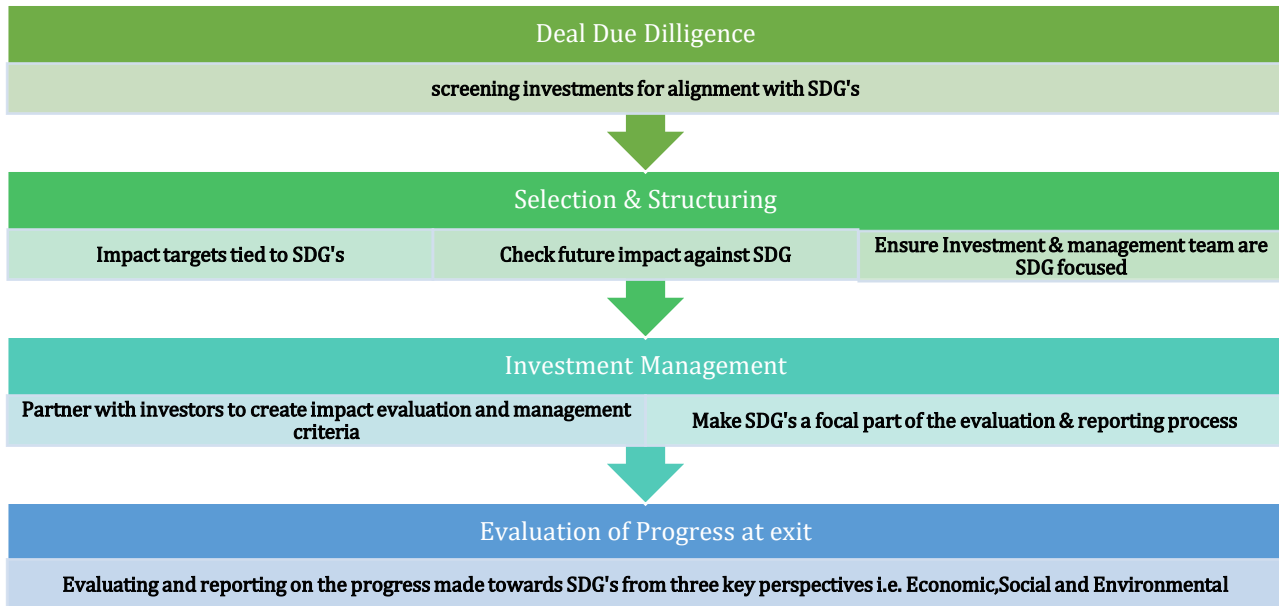 Deal Due Dilligence
screening investments for alignment with SDG's
Selection & Structuring
Impact targets tied to SDG's
Check future impact against SDG
Ensure Investment & management team are
SDG focused
Investment Management
Partner with investors to create impact evaluation and management
criteria
Make SDG's a focal part of the evaluation & reporting process
Evaluation of Progress at exit
Evaluating and reporting on the progress made towards SDG's from three key perspectives i.e. Economic,Social and Environmental